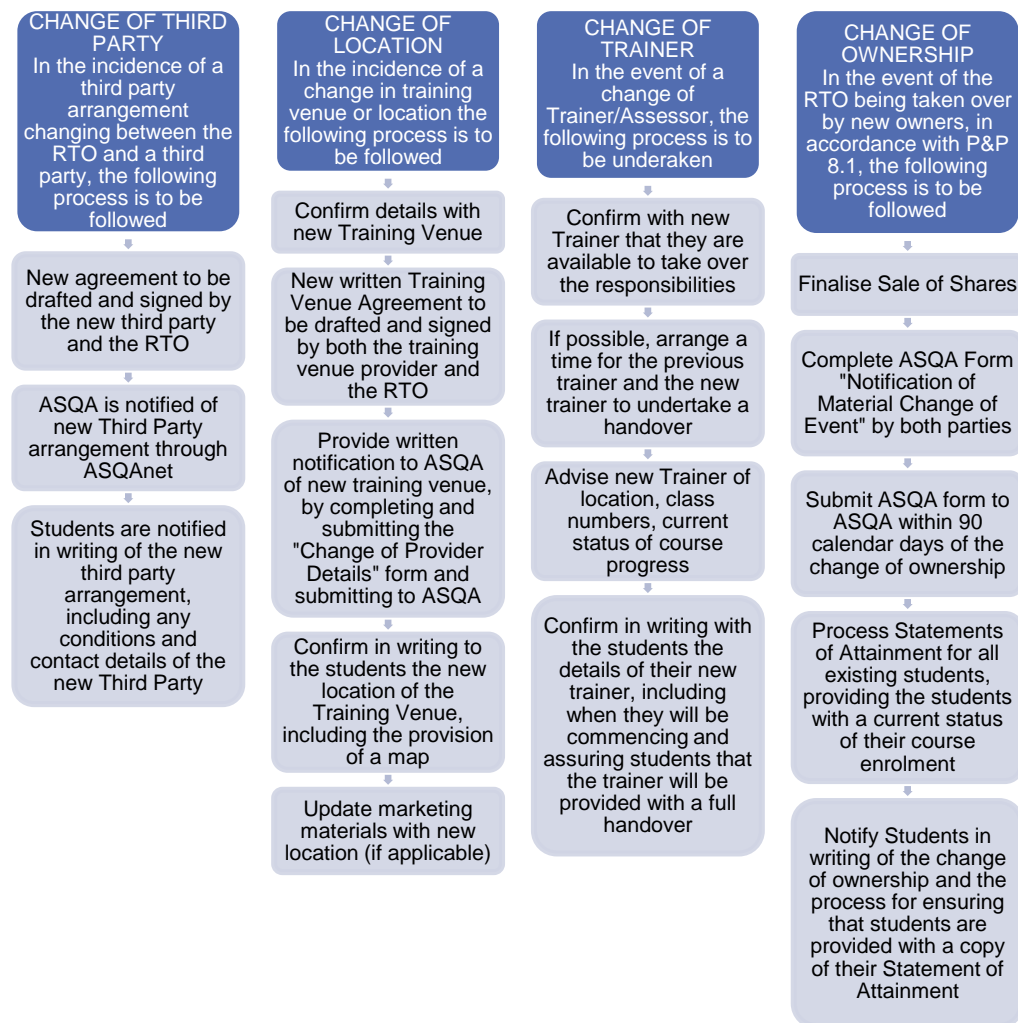 CHANGE OF THIRD
PARTY
In the incidence of a
third party
arrangement
changing between the
RTO and a third
party, the following
process is to be
followed
New agreement to be
drafted and signed by
the new third party
and the RTO
ASQA is notified of
new Third Party
arrangement through
ASQAnet
Students are notified
in writing of the new
third party
arrangement,
including any
conditions and
contact details of the
new Third Party
CHANGE OF
LOCATION
In the incidence of a
change in training
venue or location the
following process is to
be followed
Confirm details with
new Training Venue
New written Training
Venue Agreement to
be drafted and signed
by both the training
venue provider and
the RTO
Provide written
notification to ASQA
of new training venue,
by completing and
submitting the
"Change of Provider
Details" form and
submitting to ASQA
Confirm in writing to
the students the new
location of the
Training Venue,
including the provision
of a map
Update marketing
materials with new
location (if applicable)
CHANGE OF
TRAINER
In the event of a
change of
Trainer/Assessor, the
following process is to
be underaken
Confirm with new
Trainer that they are
available to take over
the responsibilities
If possible, arrange a
time for the previous
trainer and the new
trainer to undertake a
handover
Advise new Trainer of
location, class
numbers, current
status of course
progress
Confirm in writing with
the students the
details of their new
trainer, including
when they will be
commencing and
assuring students that
the trainer will be
provided with a full
handover
CHANGE OF
OWNERSHIP
In the event of the
RTO being taken over
by new owners, in
accordance with P&P
8.1, the following
process is to be
followed
Finalise Sale of Shares
Complete ASQA Form
"Notification of
Material Change of
Event" by both parties
Submit ASQA form to
ASQA within 90
calendar days of the
change of ownership
Process Statements
of Attainment for all
existing students,
providing the students
with a current status
of their course
enrolment
Notify Students in
writing of the change
of ownership and the
process for ensuring
that students are
provided with a copy
of their Statement of
Attainment